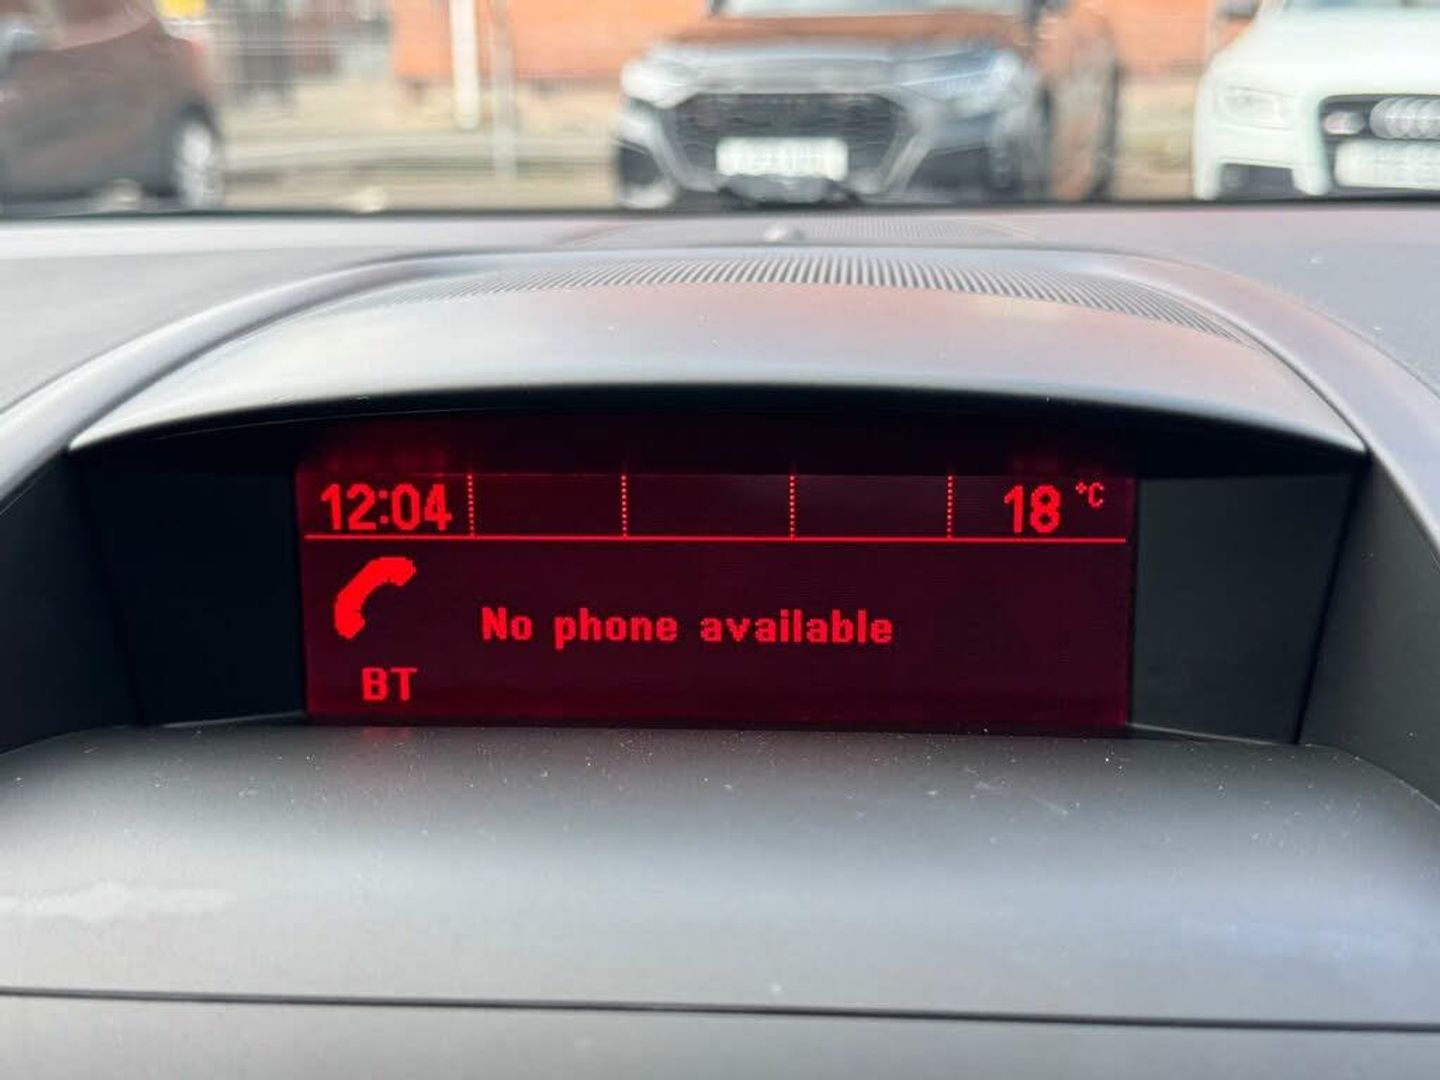 12:04 18 °C
No phone available
BT